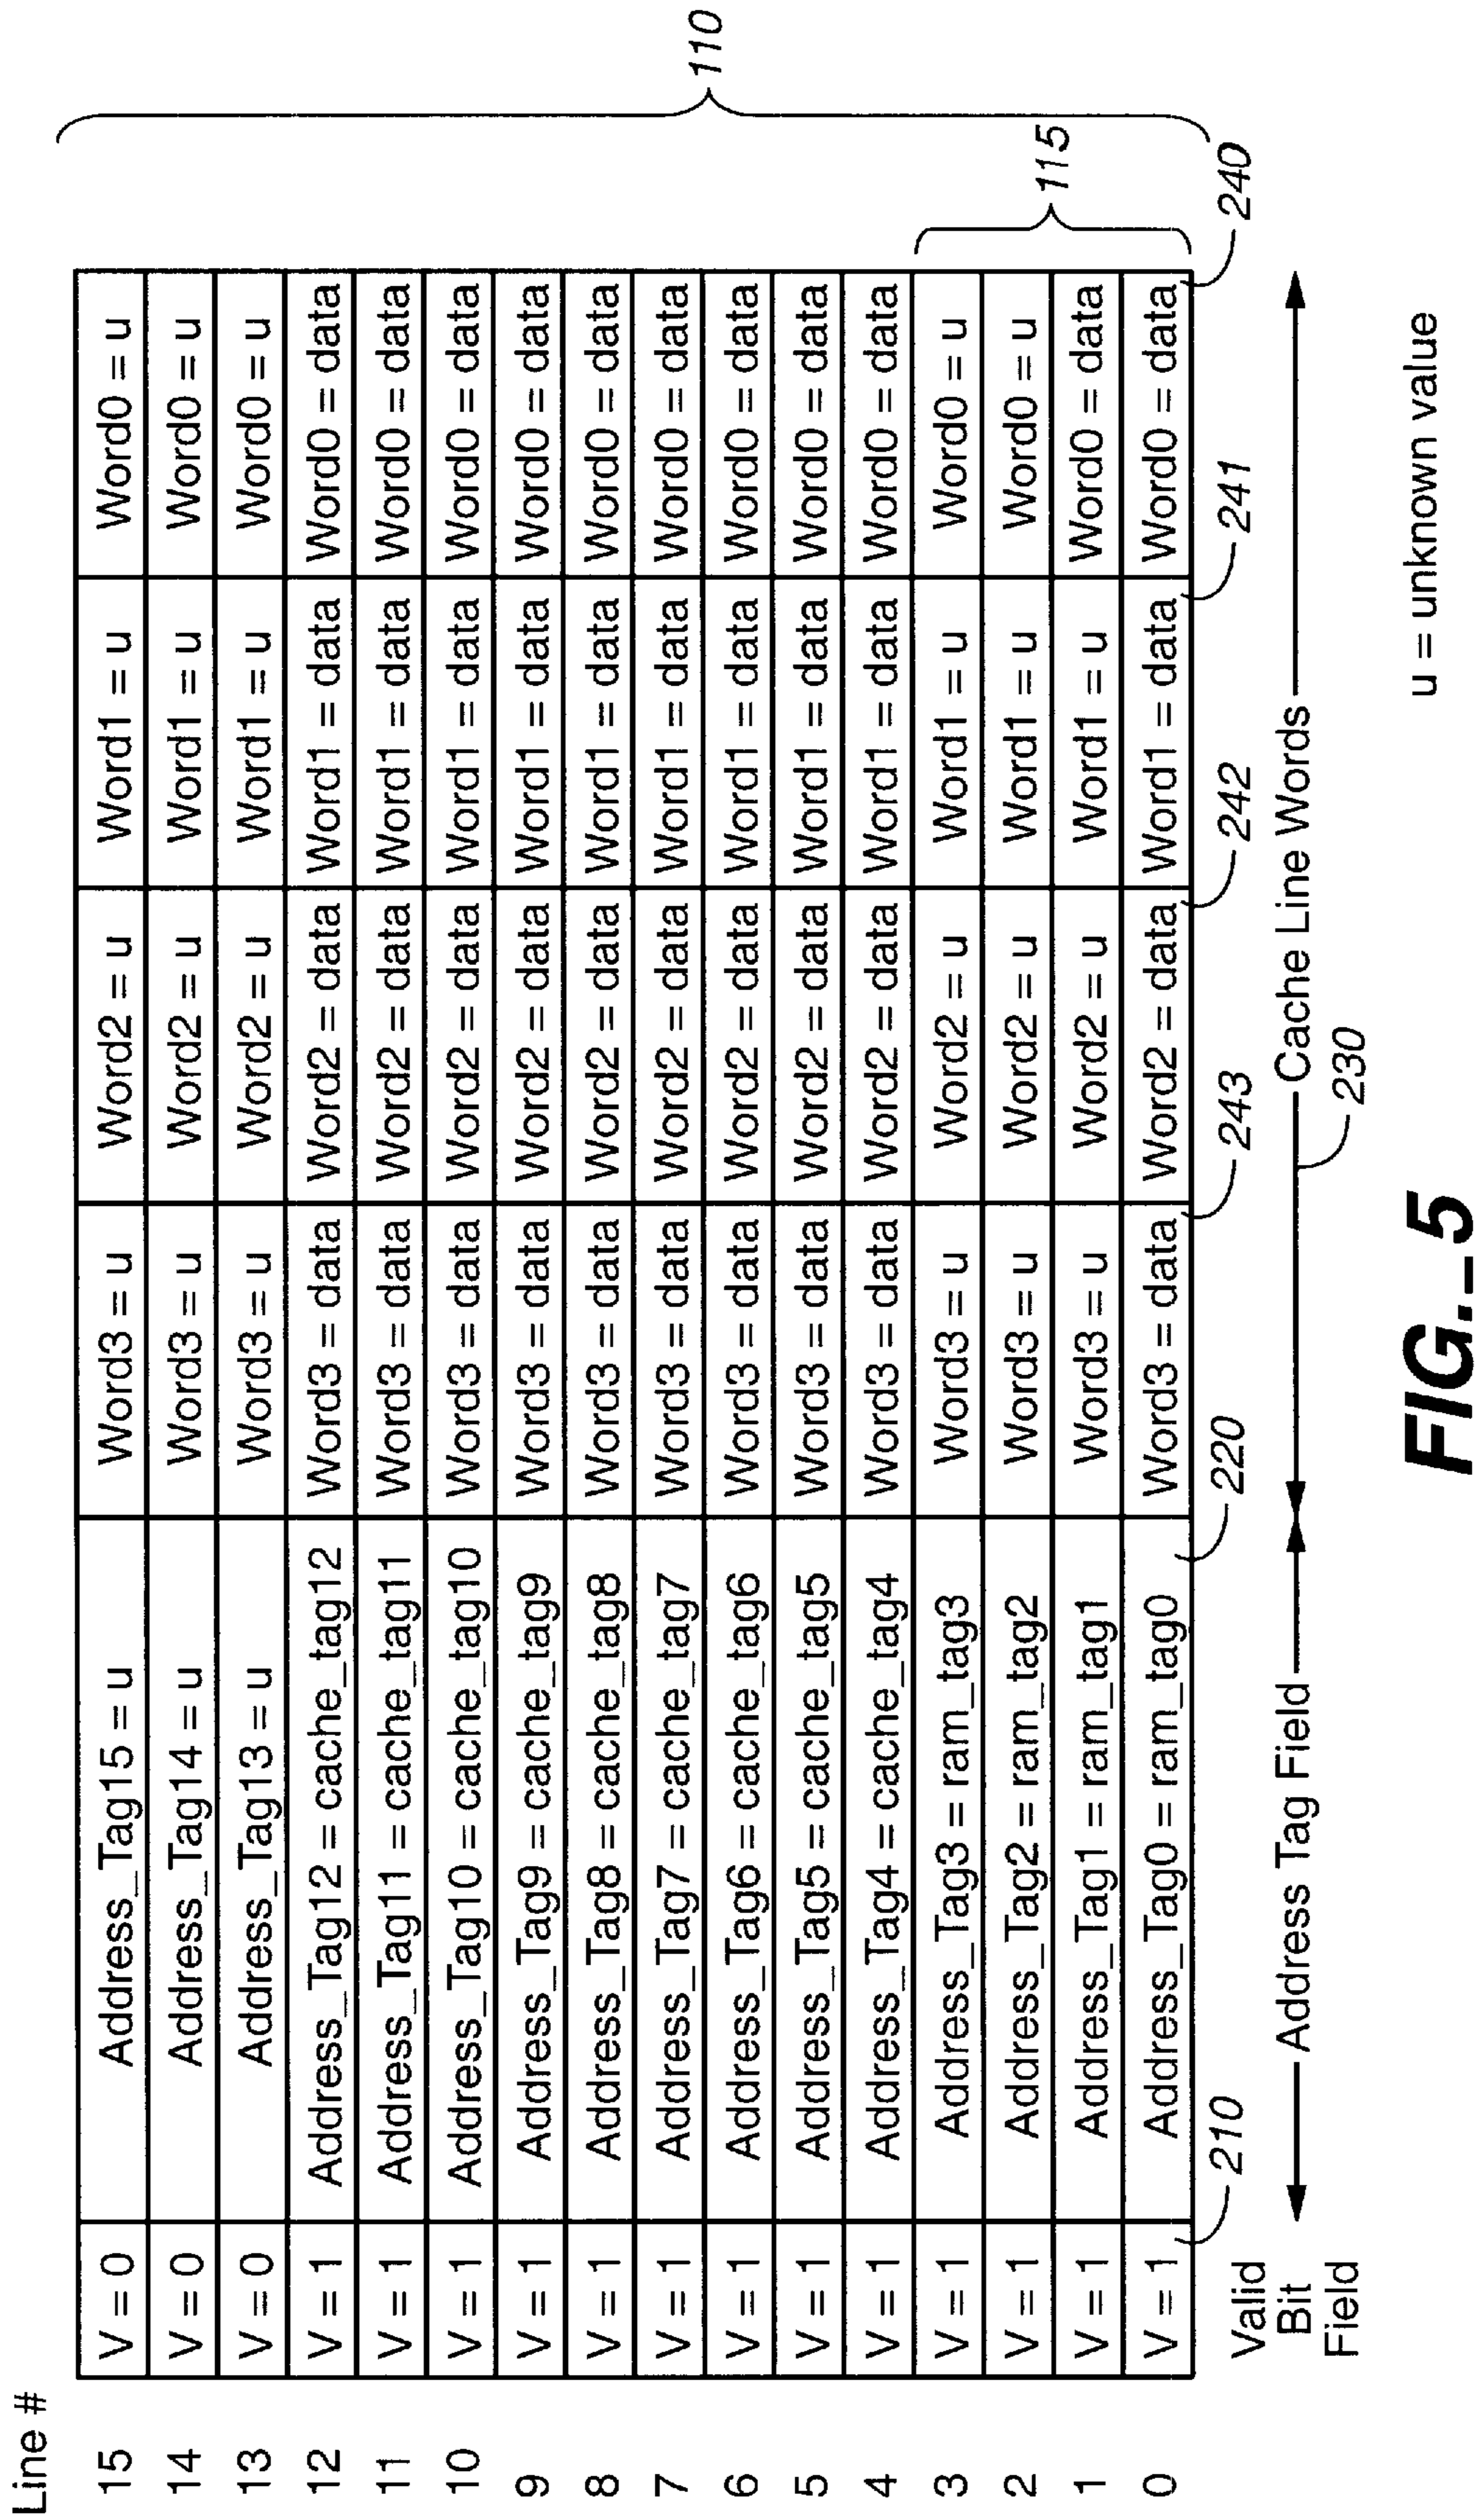 Line #
15 V = 0 Address_Tag15 = u Word3 = u Word2 = u Word1 = u Word0 = u
14 V = 0 Address_Tag14 = u Word3 = u Word2 = u Word1 = u Word0 = u
13 V = 0 Address_Tag13 = u Word3 = u Word2 = u Word1 = u Word0 = u
12 V = 1 Address_Tag12 = cache_tag12 Word3 = data Word2 = data Word1 = data Word0 = data
11 V = 1 Address_Tag11 = cache_tag11 Word3 = data Word2 = data Word1 = data Word0 = data
10 V = 1 Address_Tag10 = cache_tag10 Word3 = data Word2 = data Word1 = data Word0 = data
9 V = 1 Address_Tag9 = cache_tag9 Word3 = data Word2 = data Word1 = data Word0 = data
8 V = 1 Address_Tag8 = cache_tag8 Word3 = data Word2 = data Word1 = data Word0 = data
7 V = 1 Address_Tag7 = cache_tag7 Word3 = data Word2 = data Word1 = data Word0 = data
6 V = 1 Address_Tag6 = cache_tag6 Word3 = data Word2 = data Word1 = data Word0 = data
5 V = 1 Address_Tag5 = cache_tag5 Word3 = data Word2 = data Word1 = data Word0 = data
4 V = 1 Address_Tag4 = cache_tag4 Word3 = data Word2 = data Word1 = data Word0 = data
3 V = 1 Address_Tag3 = ram_tag3 Word3 = u Word2 = u Word1 = u Word0 = u
2 V = 1 Address_Tag2 = ram_tag2 Word3 = u Word2 = u Word1 = u Word0 = u
1 V = 1 Address_Tag1 = ram_tag1 Word3 = u Word2 = u Word1 = u Word0 = data
0 V = 1 Address_Tag0 = ram_tag0 Word3 = data Word2 = data Word1 = data Word0 = data
110
115
210 220 243 242 241 240
Valid
Bit
Field
Address Tag Field
Cache Line Words
230
u = unknown value
FIG._5